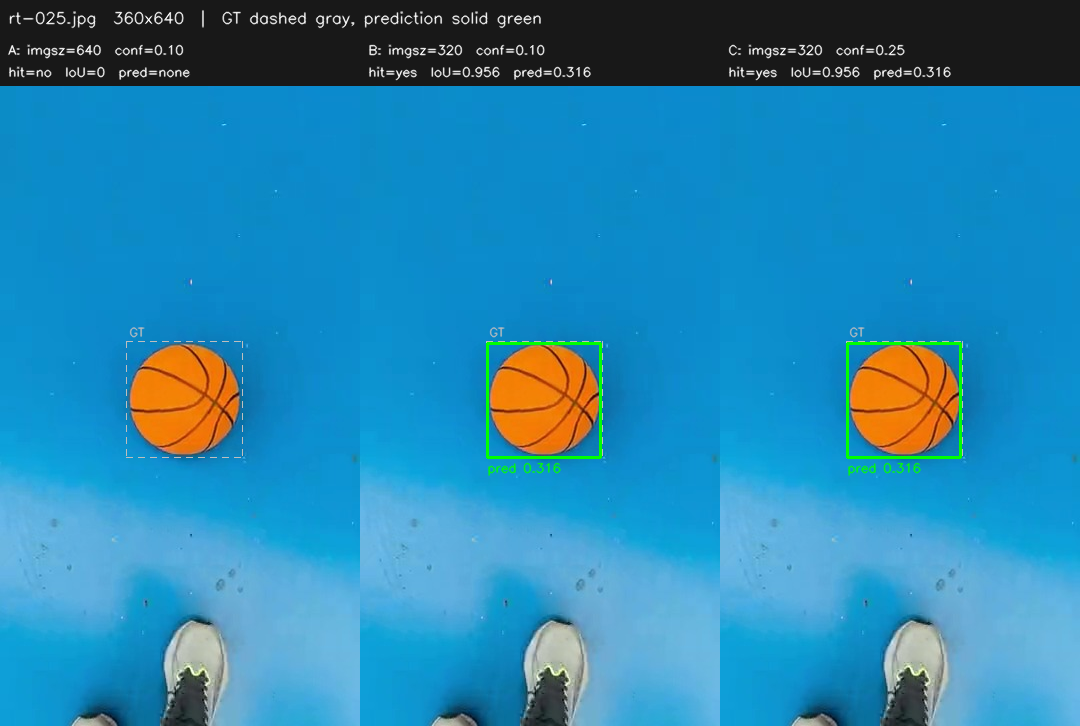 rt-025.jpg 360x640 | GT dashed gray, prediction solid green
A: imgsz=640 conf=0.10
hit=no IoU=0 pred=none
B: imgsz=320 conf=0.10
hit=yes IoU=0.956 pred=0.316
C: imgsz=320 conf=0.25
hit=yes IoU=0.956 pred=0.316
GT
GT
GT
pred 0.316
pred 0.316